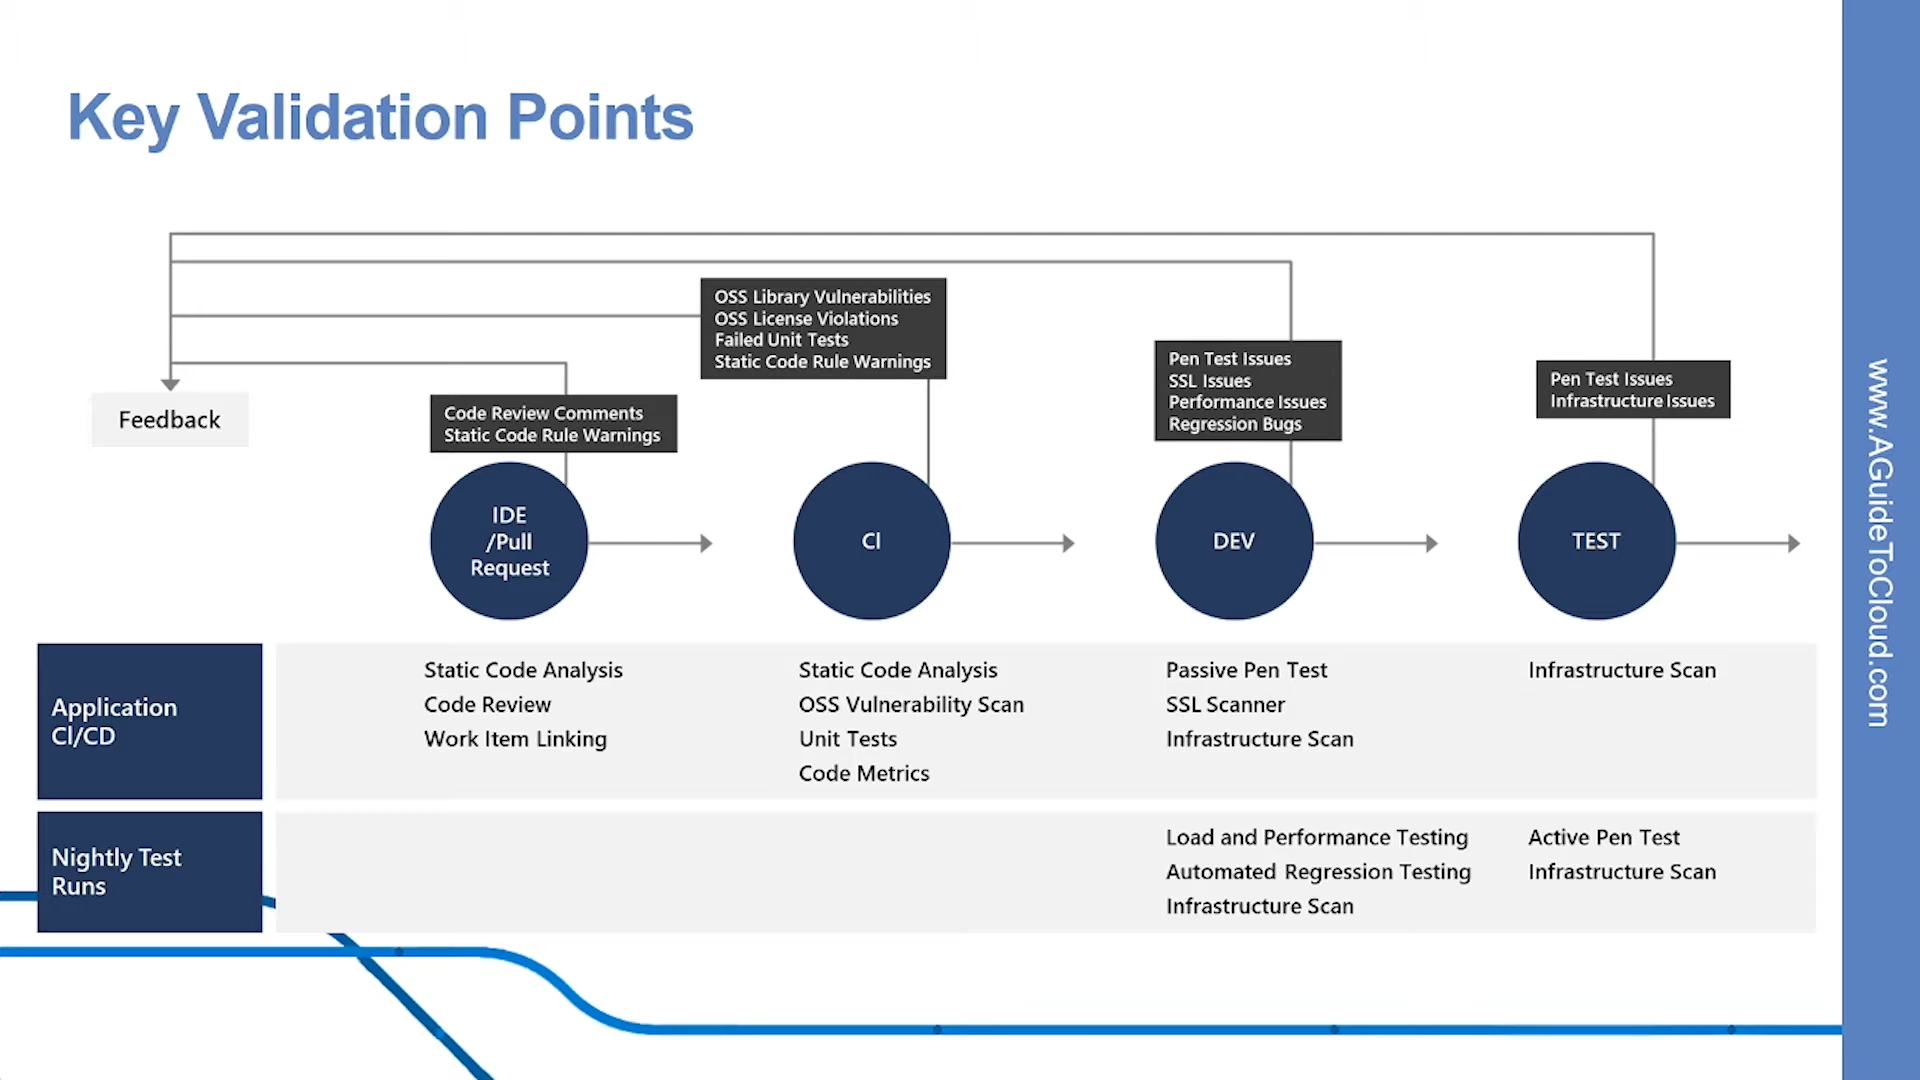 Key Validation Points
OSS Library Vulnerabilities
OSS License Violations
Failed Unit Tests
Static Code Rule Warnings
Pen Test Issues
SSL Issues
Performance Issues
Regression Bugs
Pen Test Issues
Infrastructure Issues
Feedback
Code Review Comments
Static Code Rule Warnings
IDE
/Pull
Request
CI
DEV
TEST
Application
CI/CD
Static Code Analysis
Code Review
Work Item Linking
Static Code Analysis
OSS Vulnerability Scan
Unit Tests
Code Metrics
Passive Pen Test
SSL Scanner
Infrastructure Scan
Infrastructure Scan
Nightly Test
Runs
Load and Performance Testing
Automated Regression Testing
Infrastructure Scan
Active Pen Test
Infrastructure Scan
www.AGuideToCloud.com